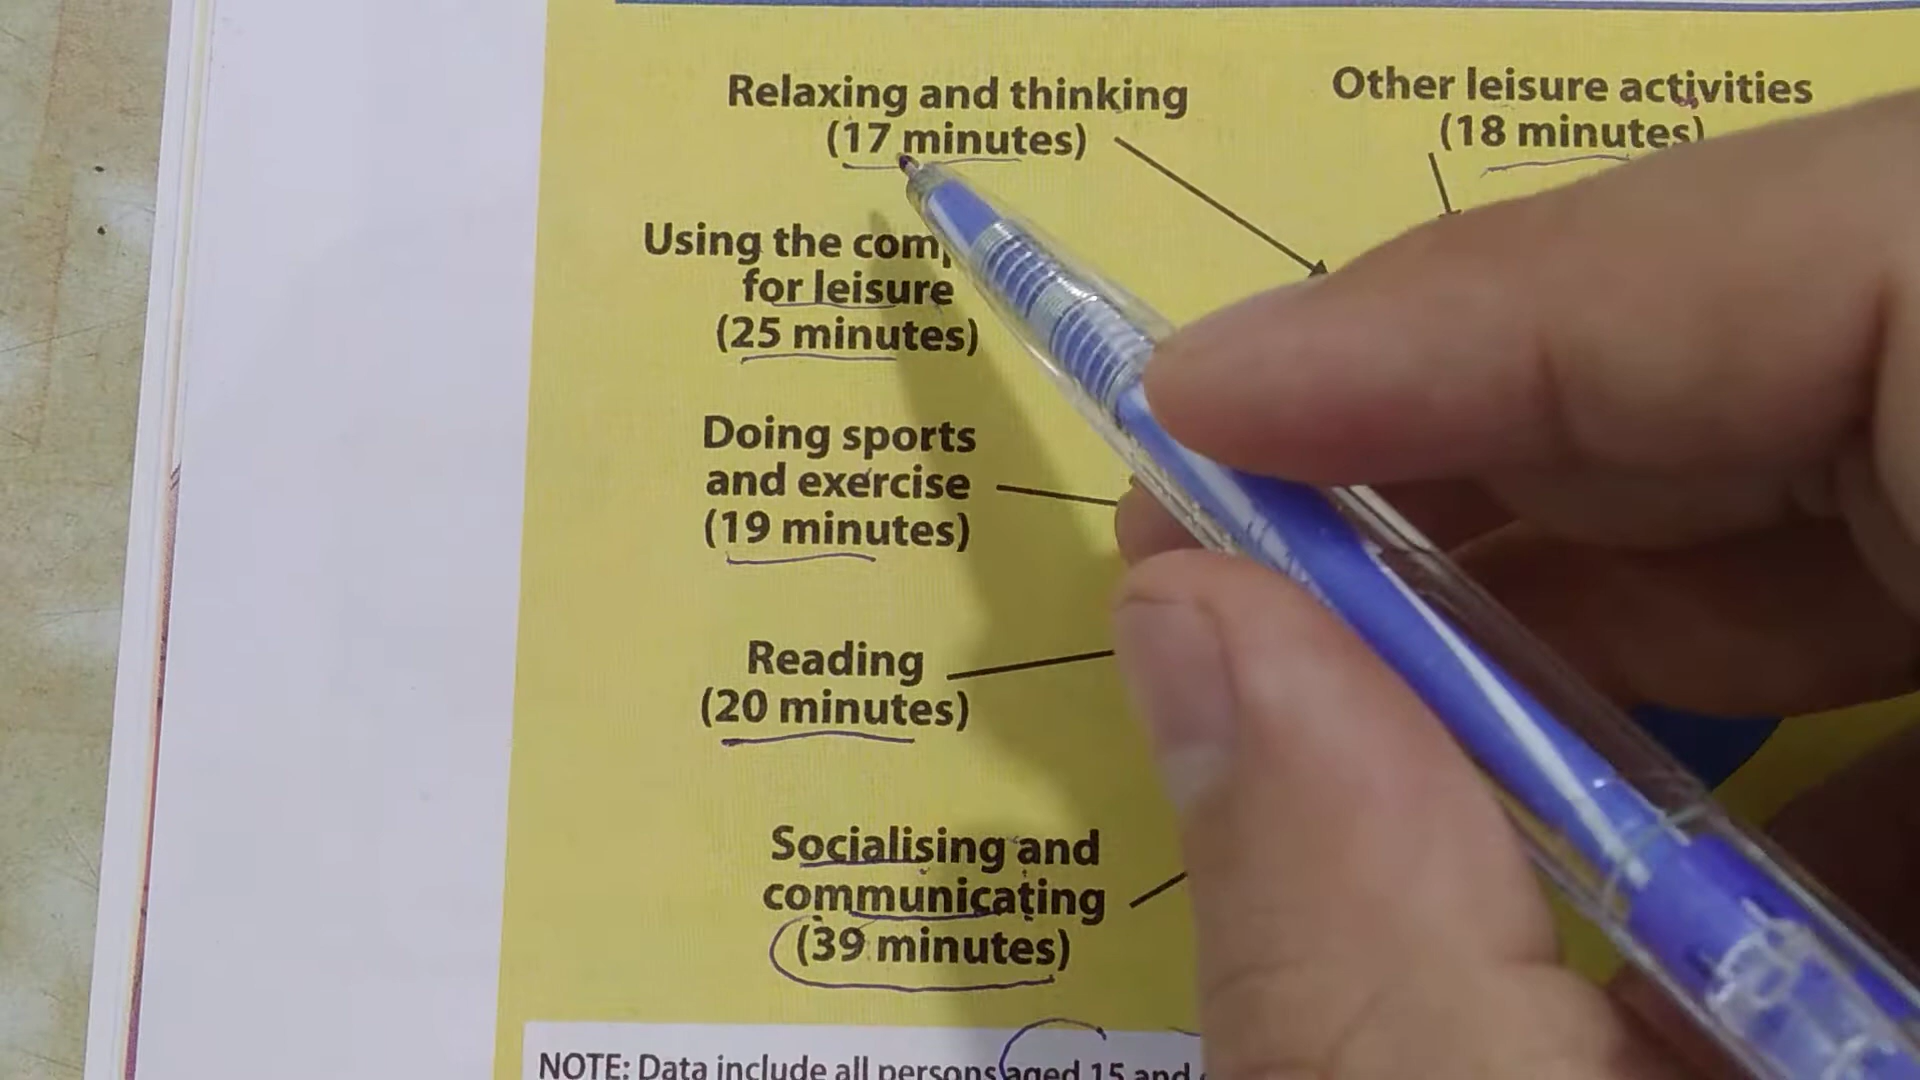 Relaxing and thinking
(17 minutes)
Other leisure activities
(18 minutes)
Using the
for leisure
(25 minutes)
Doing sports
and exercise
(19 minutes)
Reading
(20 minutes)
Socialising and
communicating
(39 minutes)
NOTE: Data include all persons aged 15 and